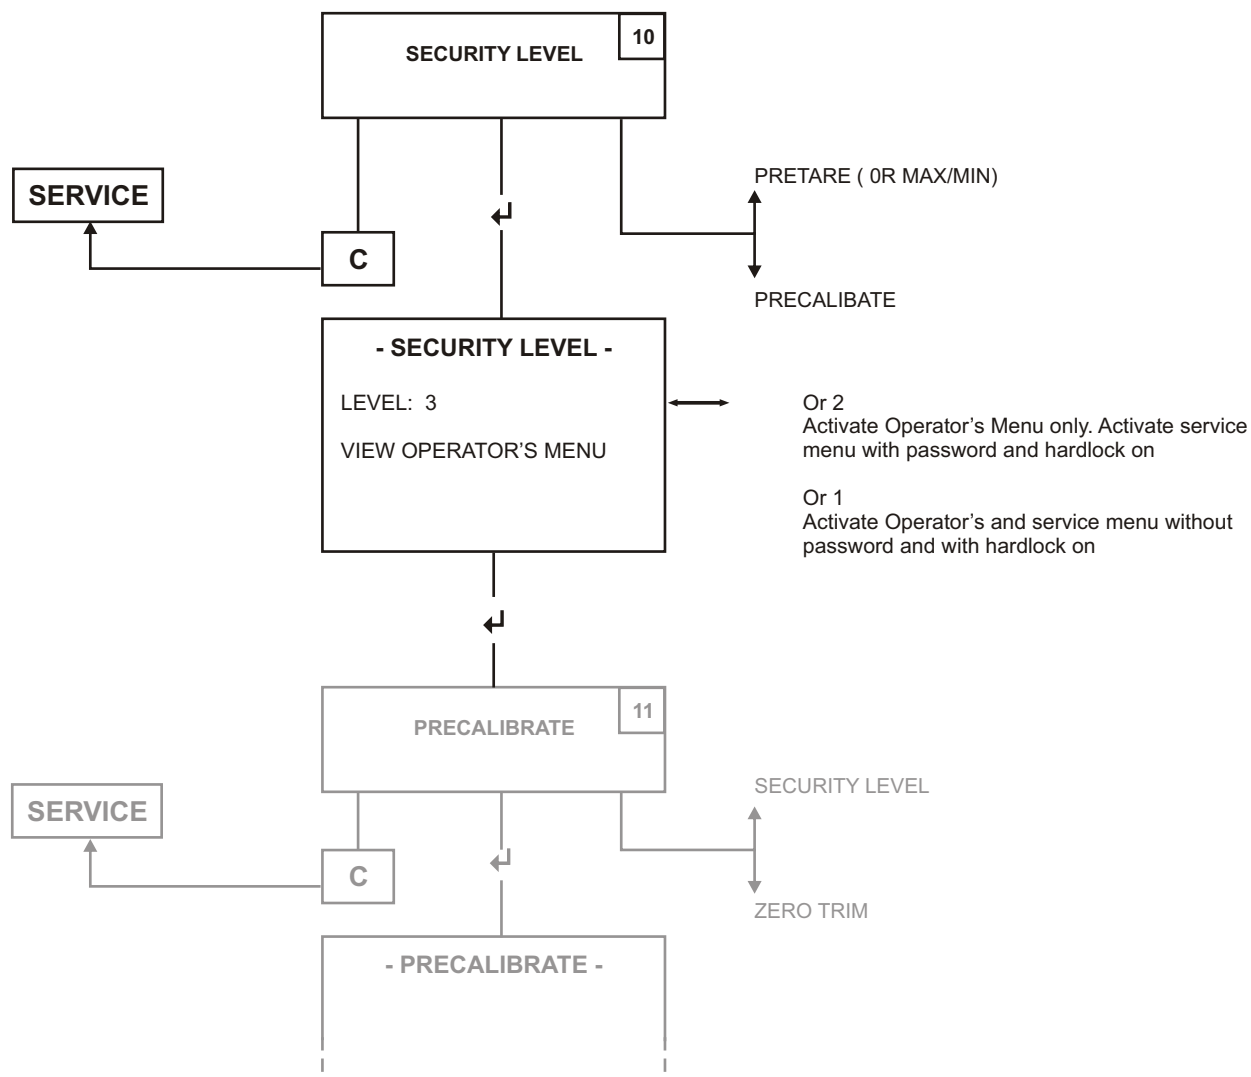 SECURITY LEVEL
10
PRETARE ( 0R MAX/MIN)
SERVICE
C
PRECALIBATE
- SECURITY LEVEL -
LEVEL: 3
VIEW OPERATOR'S MENU
Or 2
Activate Operator's Menu only. Activate service
menu with password and hardlock on
Or 1
Activate Operator's and service menu without
password and with hardlock on
PRECALIBRATE
11
SECURITY LEVEL
SERVICE
C
ZERO TRIM
- PRECALIBRATE -